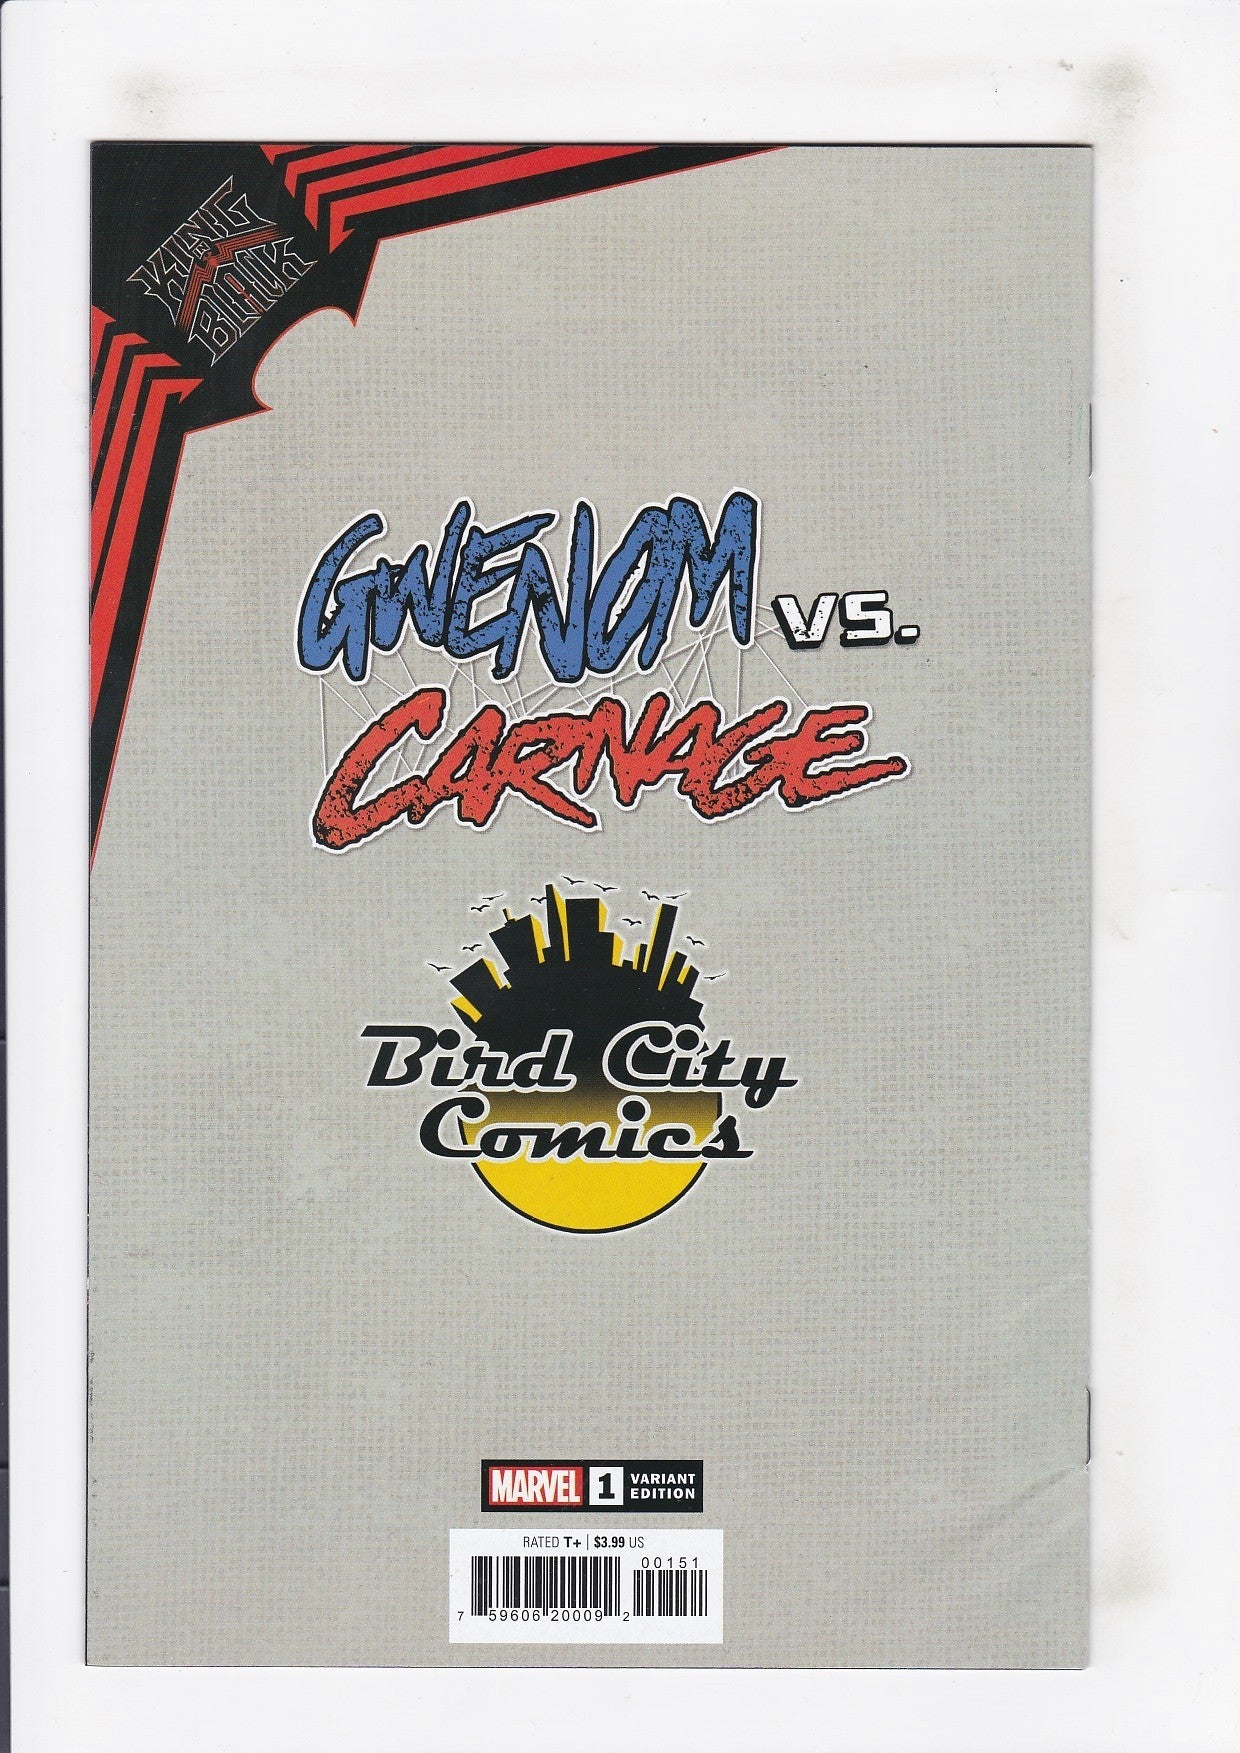 KING
IN
BLACK
GWENOM VS.
CARNAGE
Bird City
Comics
MARVEL 1 VARIANT
EDITION
RATED T+ | $3.99 US
00151
7 59606 20009 2